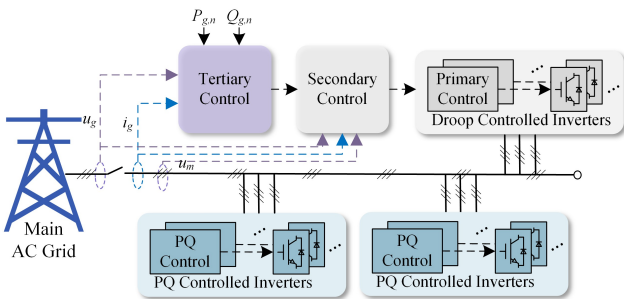 P_{g,n} Q_{g,n}
Tertiary
Control
Secondary
Control
Primary
Control
...
...
Droop Controlled Inverters
u_g
i_g
u_m
Main
AC Grid
PQ
Control
...
...
PQ Controlled Inverters
PQ
Control
...
...
PQ Controlled Inverters